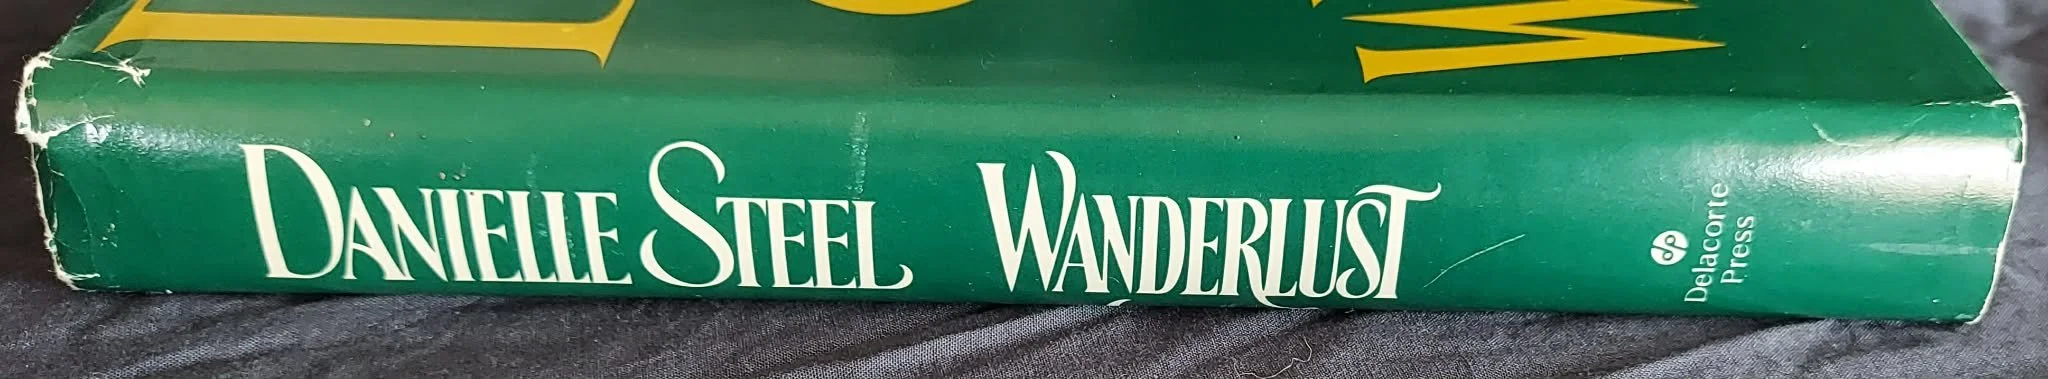 DANIELLE STEEL WANDERLUST
Delacorte
Press